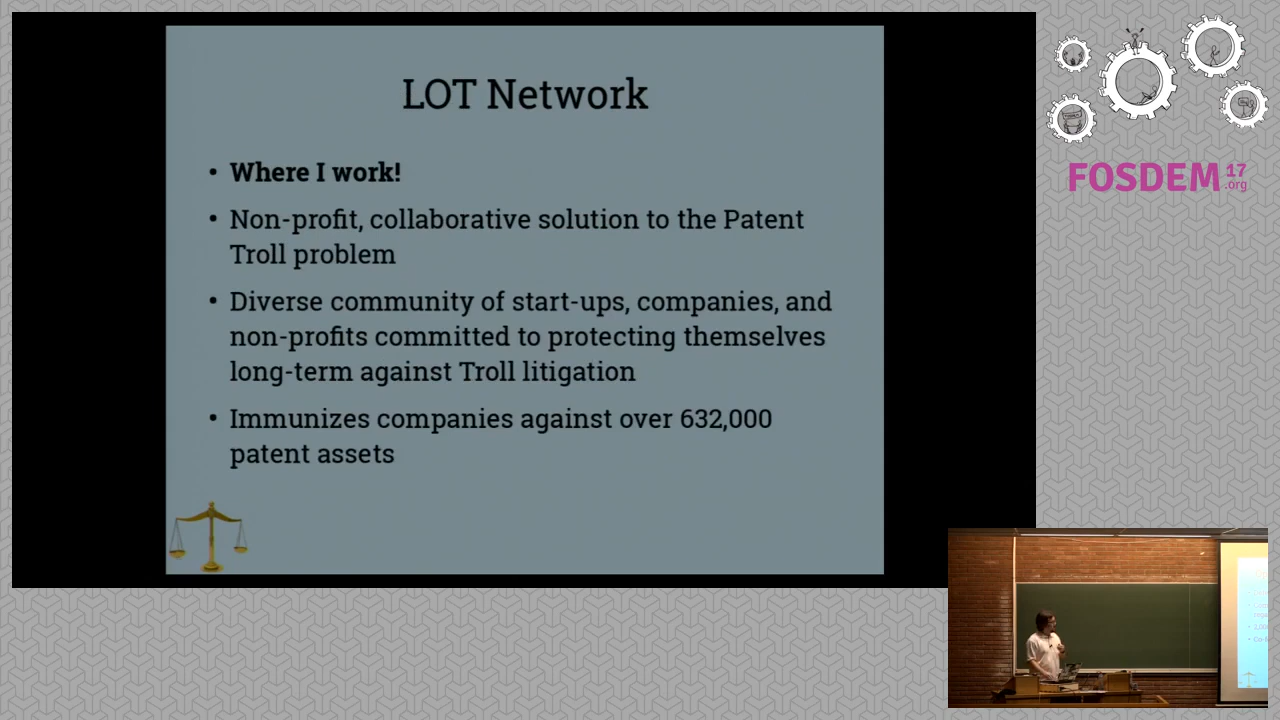 LOT Network
• Where I work!
• Non-profit, collaborative solution to the Patent
Troll problem
• Diverse community of start-ups, companies, and
non-profits committed to protecting themselves
long-term against Troll litigation
• Immunizes companies against over 632,000
patent assets
FOSDEM 17
.org